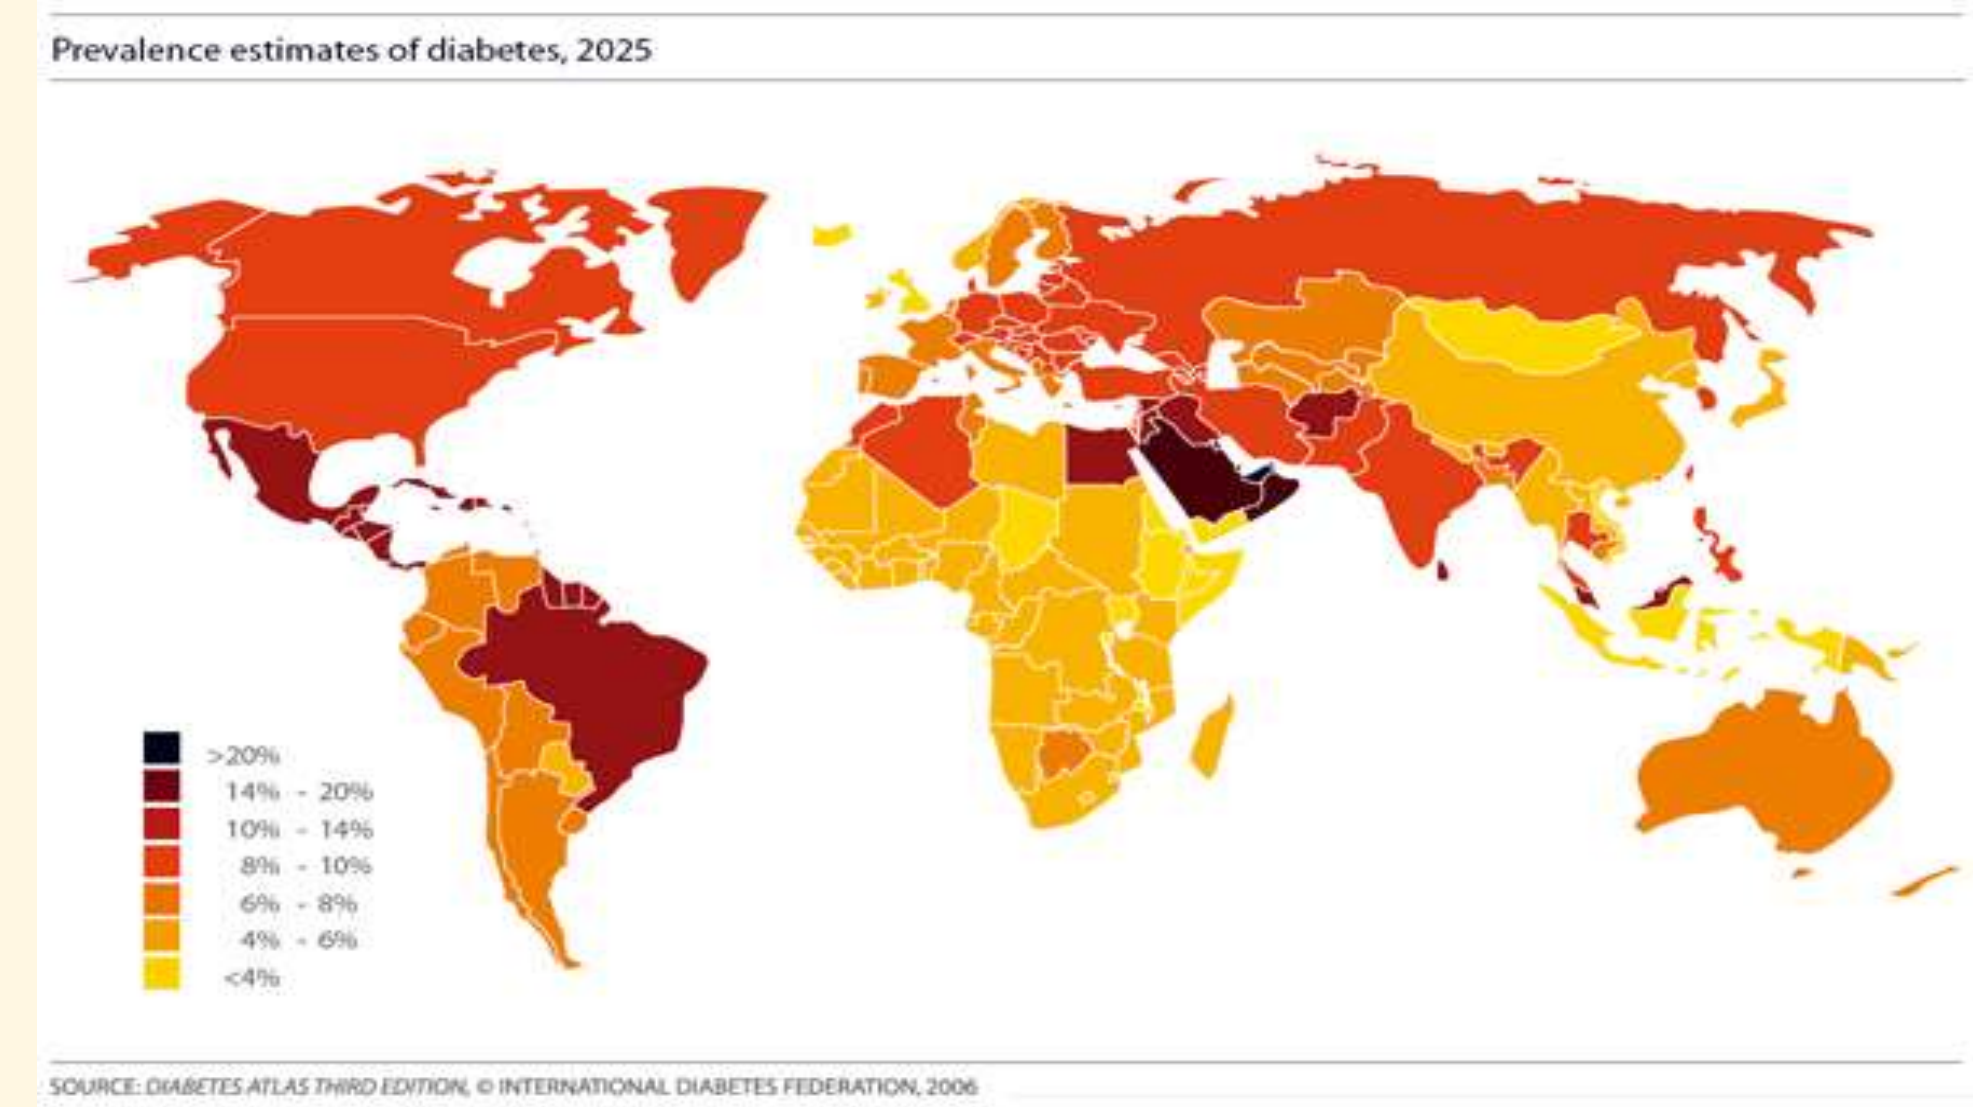 Prevalence estimates of diabetes, 2025
>20%
14% - 20%
10% - 14%
8% - 10%
6% - 8%
4% - 6%
<4%
SOURCE: DIABETES ATLAS THIRD EDITION, © INTERNATIONAL DIABETES FEDERATION, 2006